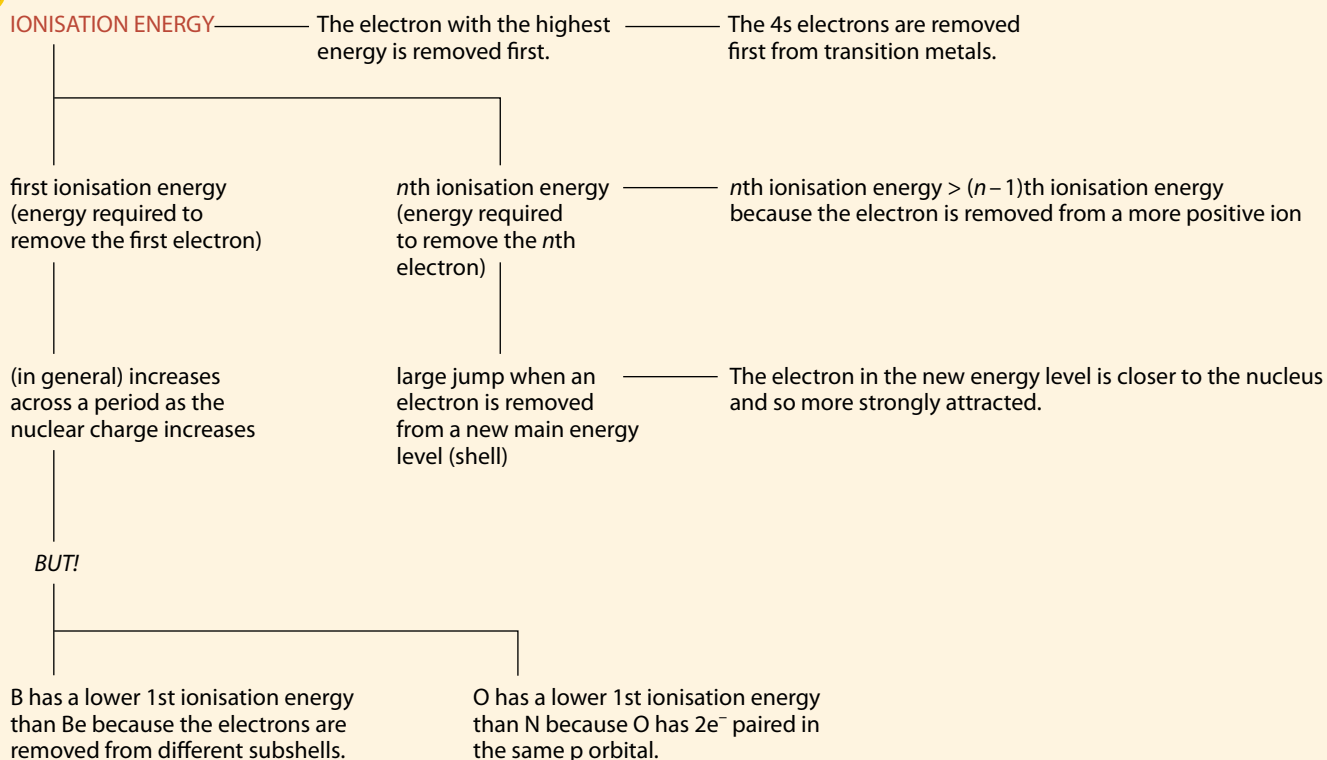 IONISATION ENERGY
The electron with the highest
energy is removed first.
The 4s electrons are removed
first from transition metals.
first ionisation energy
(energy required to
remove the first electron)
nth ionisation energy
(energy required
to remove the nth
electron)
nth ionisation energy > (n – 1)th ionisation energy
because the electron is removed from a more positive ion
(in general) increases
across a period as the
nuclear charge increases
large jump when an
electron is removed
from a new main energy
level (shell)
The electron in the new energy level is closer to the nucleus
and so more strongly attracted.
BUT!
B has a lower 1st ionisation energy
than Be because the electrons are
removed from different subshells.
O has a lower 1st ionisation energy
than N because O has 2e⁻ paired in
the same p orbital.